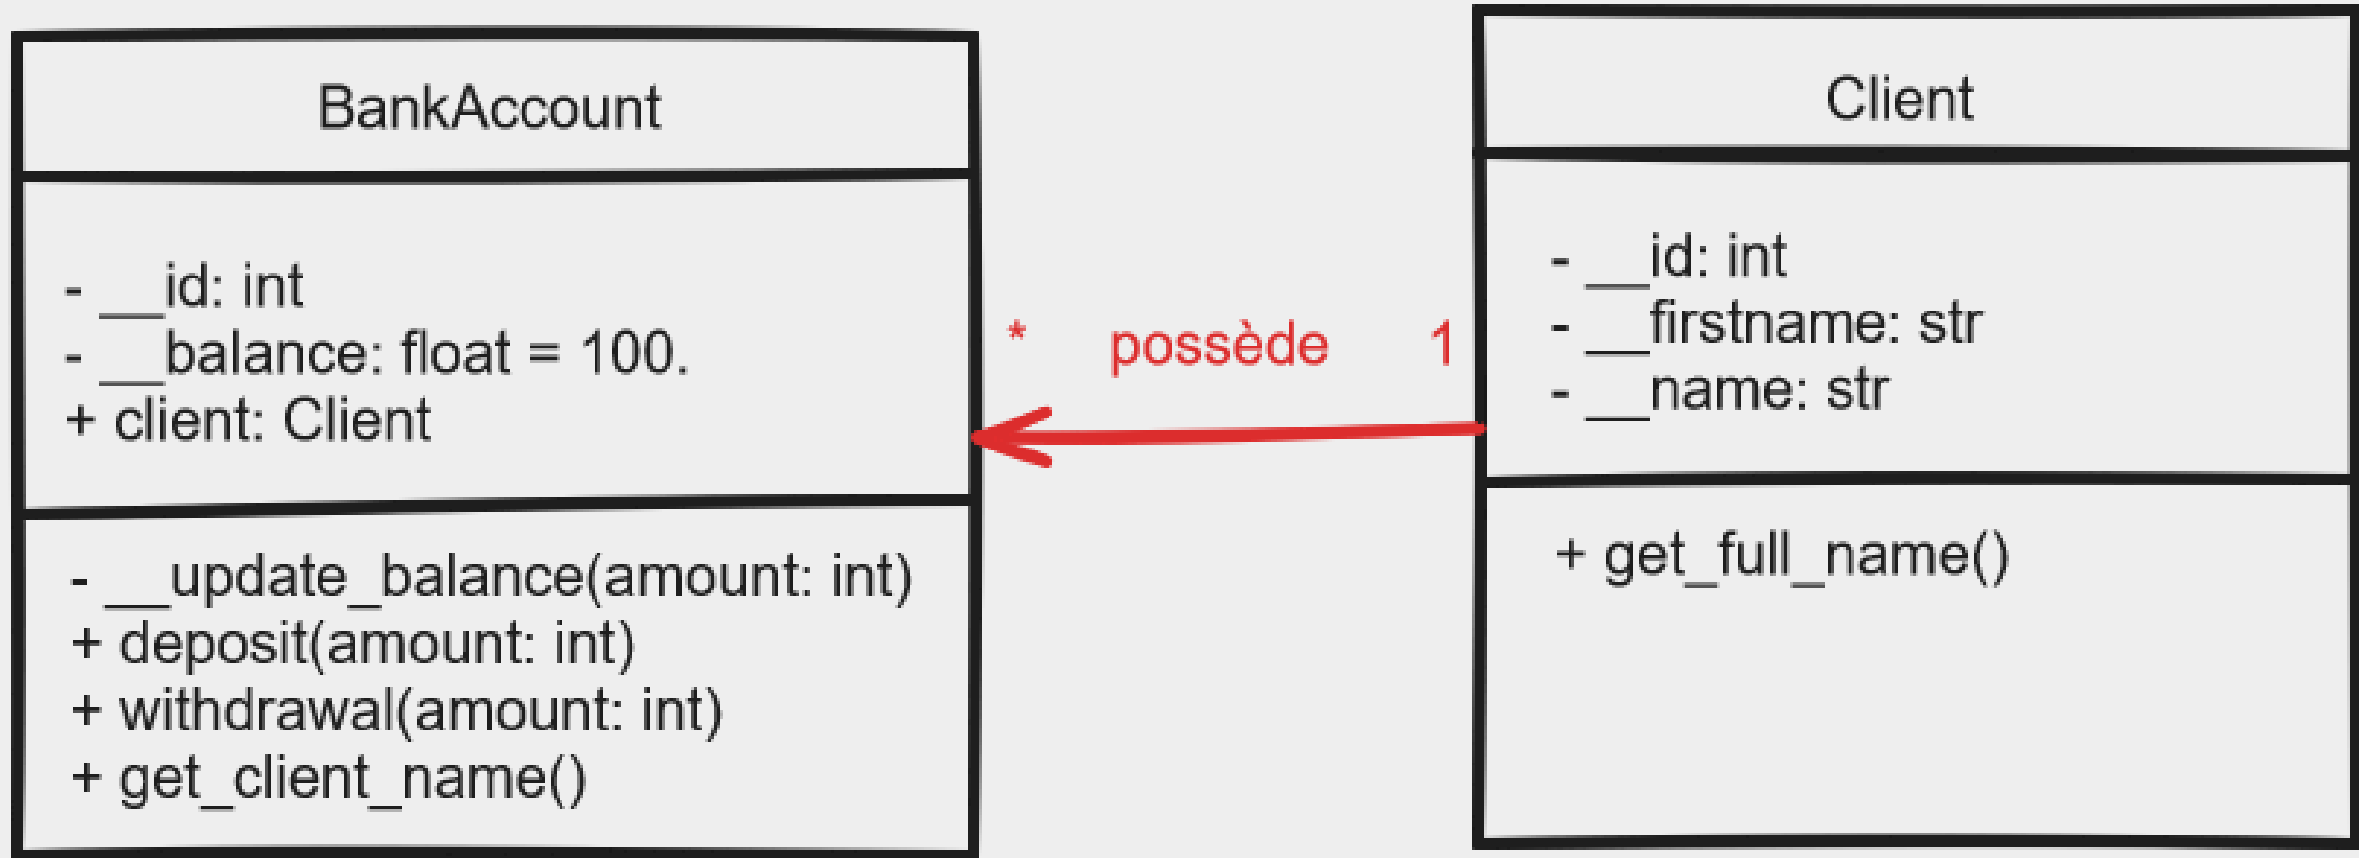 BankAccount
- __id: int
- __balance: float = 100.
+ client: Client
- __update_balance(amount: int)
+ deposit(amount: int)
+ withdrawal(amount: int)
+ get_client_name()
* possède 1
Client
- __id: int
- __firstname: str
- __name: str
+ get_full_name()